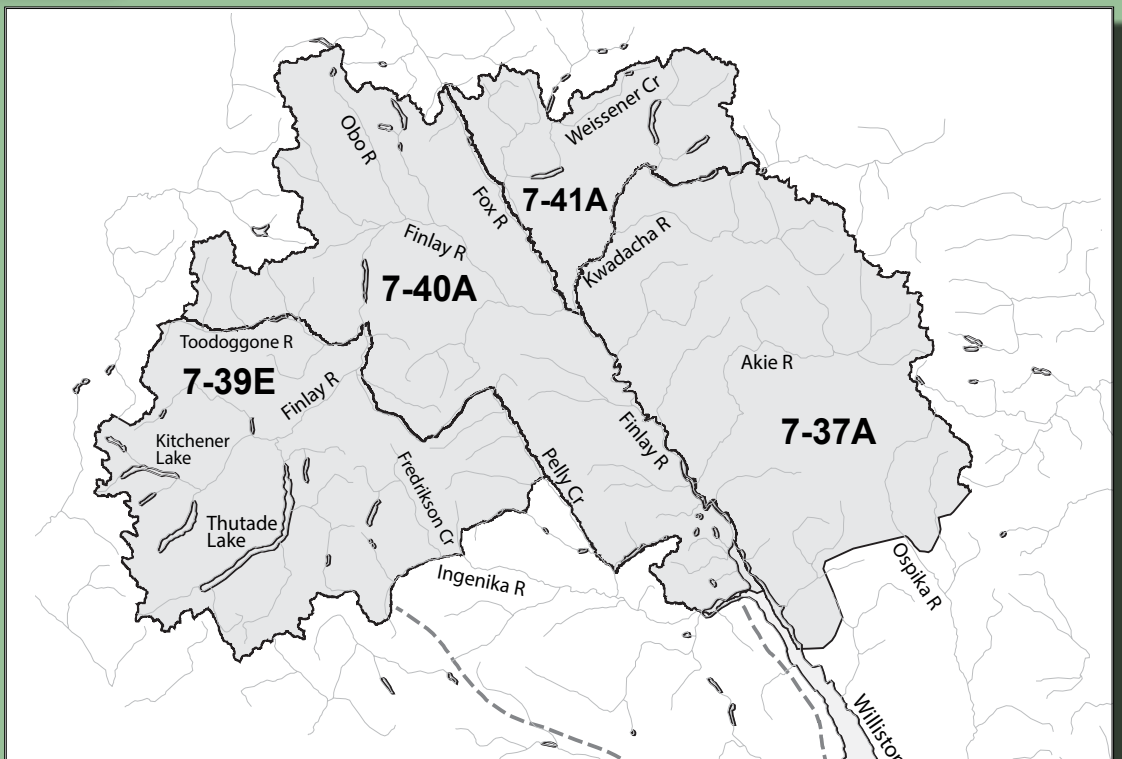 Weissener Cr
Obo R
7-41A
Fox R
Kwadacha R
Finlay R
7-40A
Toodoggone R
7-39E
Finlay R
Akie R
7-37A
Finlay R
Kitchener
Lake
Fredrikson Cr
Pelly Cr
Thutade
Lake
Ospika R
Ingenika R
Williston